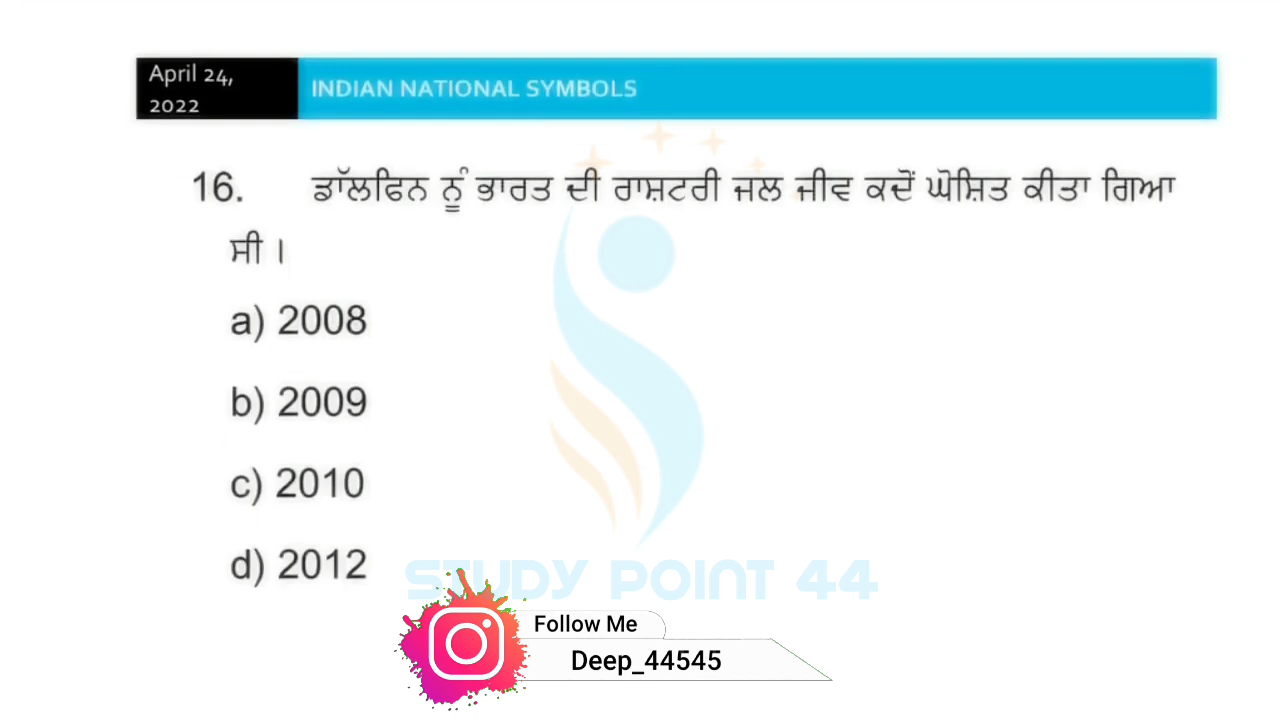 April 24,
2022
INDIAN NATIONAL SYMBOLS
16. ਡਾੱਲਫਿਨ ਨੂੰ ਭਾਰਤ ਦੀ ਰਾਸ਼ਟਰੀ ਜਲ ਜੀਵ ਕਦੋਂ ਘੋਸ਼ਿਤ ਕੀਤਾ ਗਿਆ
ਸੀ ।
a) 2008
b) 2009
c) 2010
d) 2012
STUDY POINT 44
Follow Me
Deep_44545